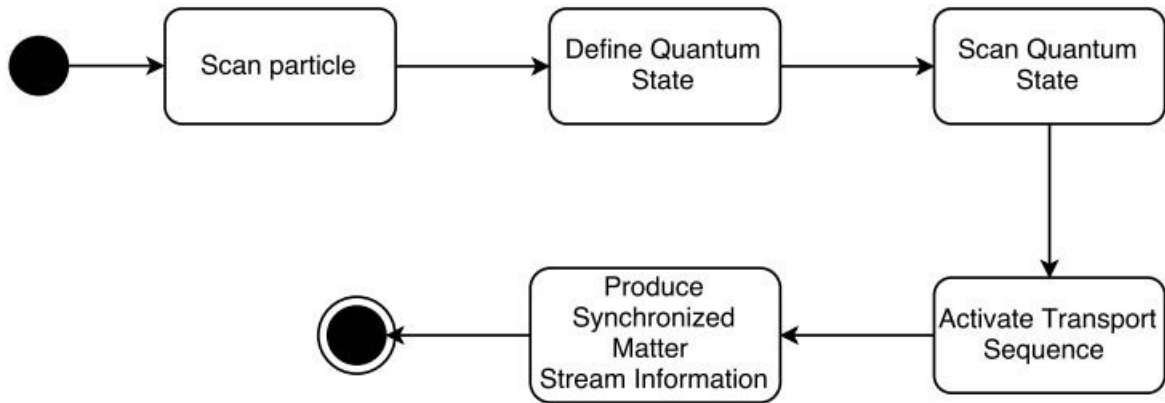 Scan particle
Define Quantum
State
Scan Quantum
State
Activate Transport
Sequence
Produce
Synchronized
Matter
Stream Information